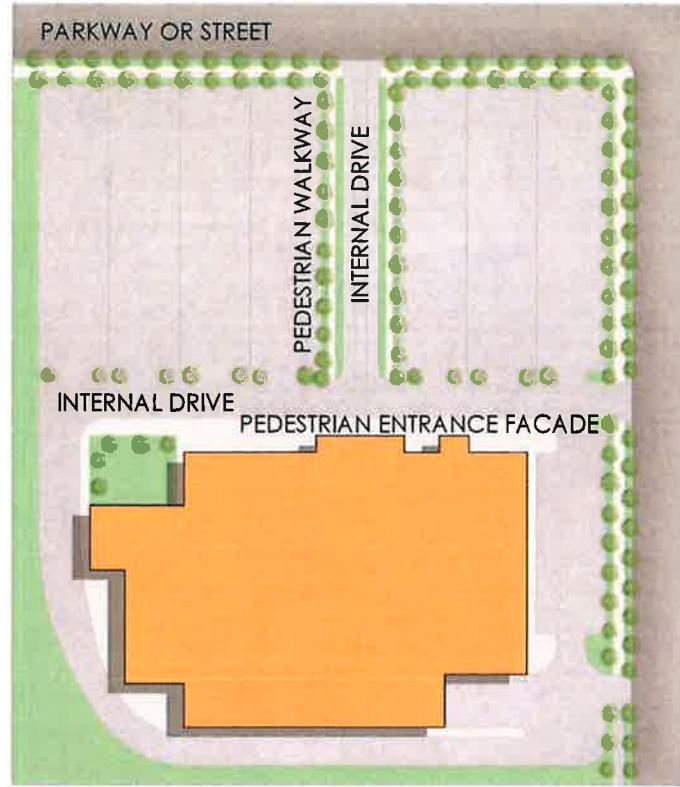 PARKWAY OR STREET
PEDESTRIAN WALKWAY
INTERNAL DRIVE
INTERNAL DRIVE
PEDESTRIAN ENTRANCE FACADE